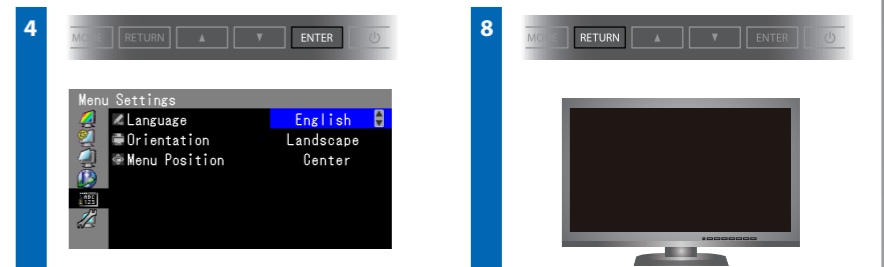 4
MODE RETURN ▲ ▼ ENTER
Menu Settings
Language English
Orientation Landscape
Menu Position Center
8
MODE RETURN ▲ ▼ ENTER